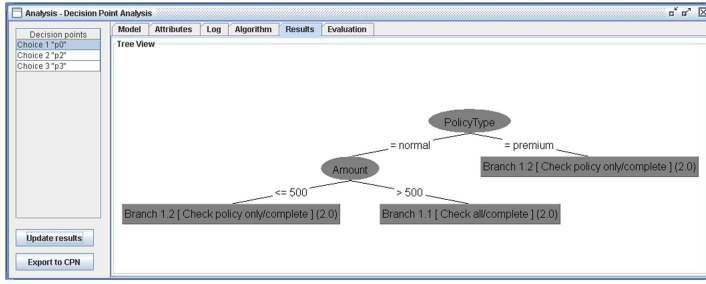 Analysis - Decision Point Analysis
Decision points
Choice 1 "p0"
Choice 2 "p2"
Choice 3 "p3"
Update results
Export to CPN
Model Attributes Log Algorithm Results Evaluation
Tree View
PolicyType
= normal = premium
Amount
Branch 1.2 [ Check policy only/complete ] (2.0)
<= 500 > 500
Branch 1.2 [ Check policy only/complete ] (2.0) Branch 1.1 [ Check all/complete ] (2.0)